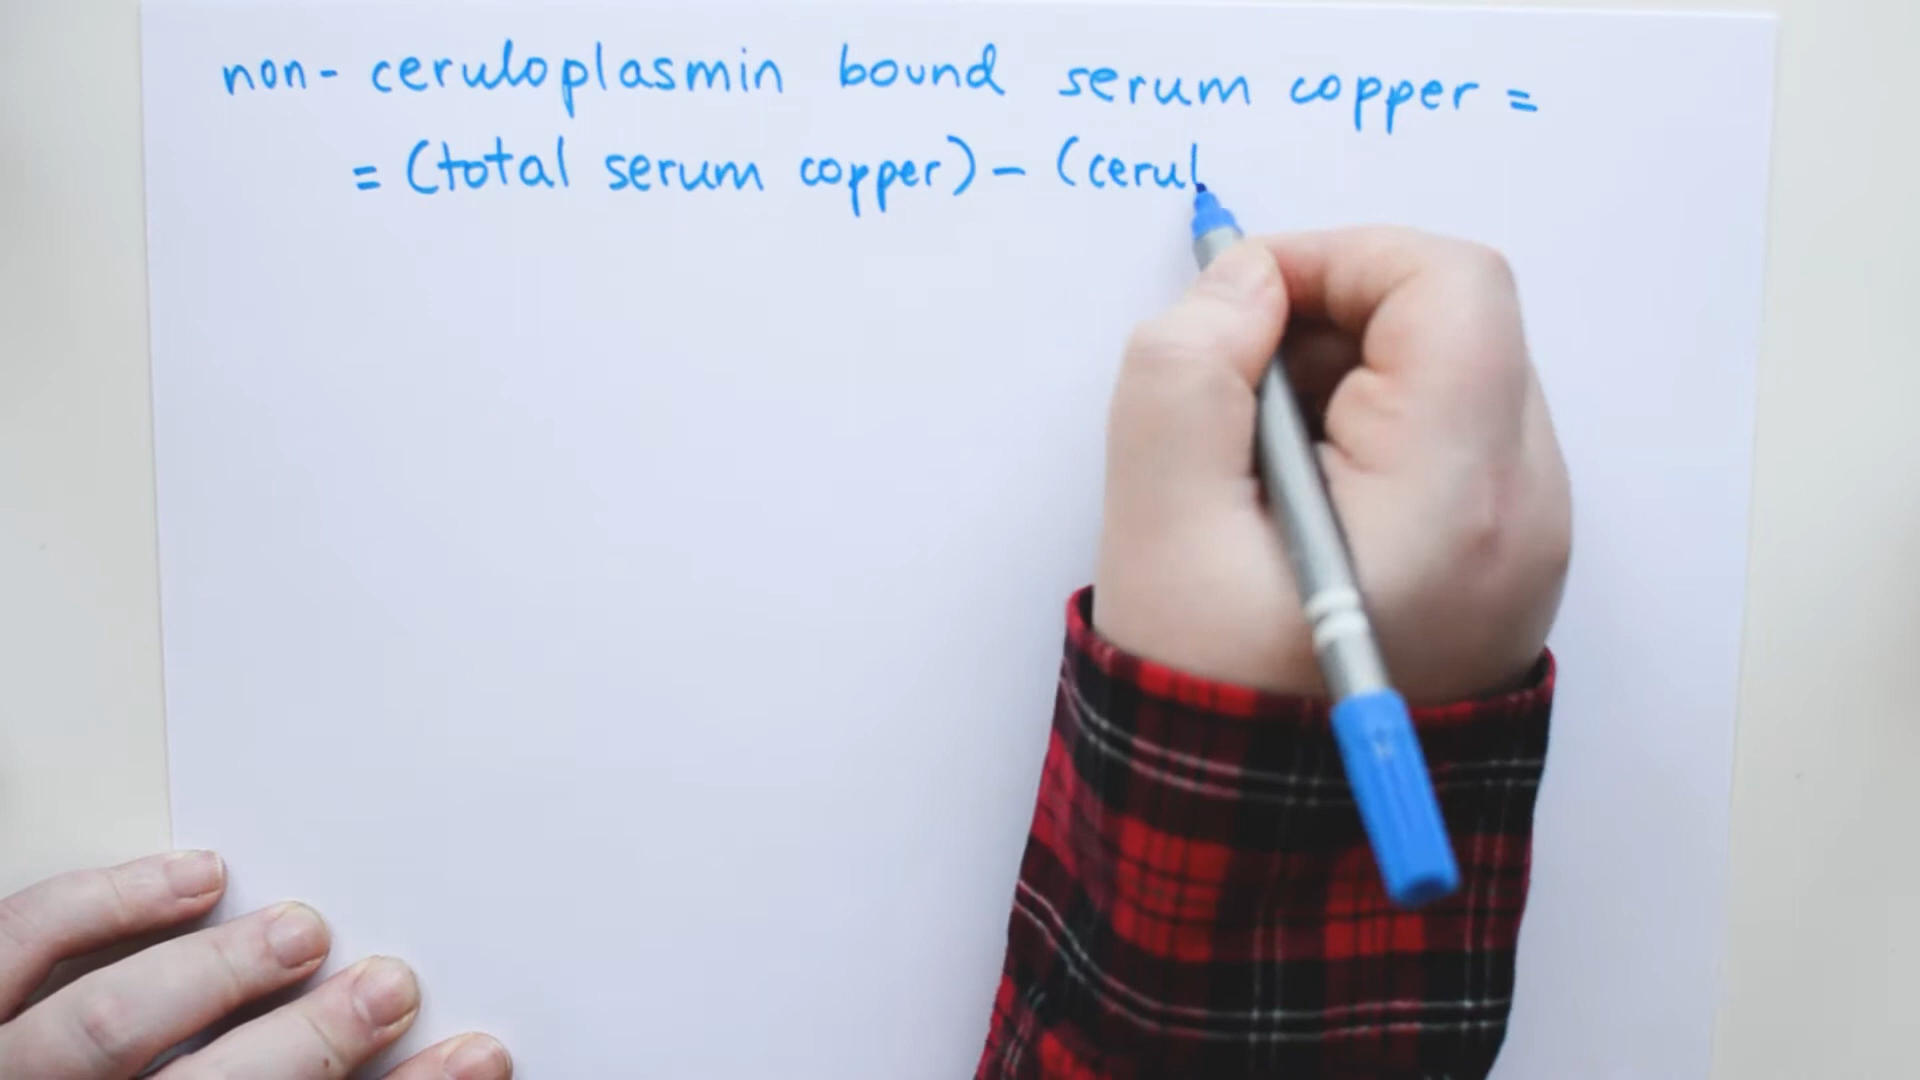 non- ceruloplasmin bound serum copper =
= (total serum copper) - (cerul